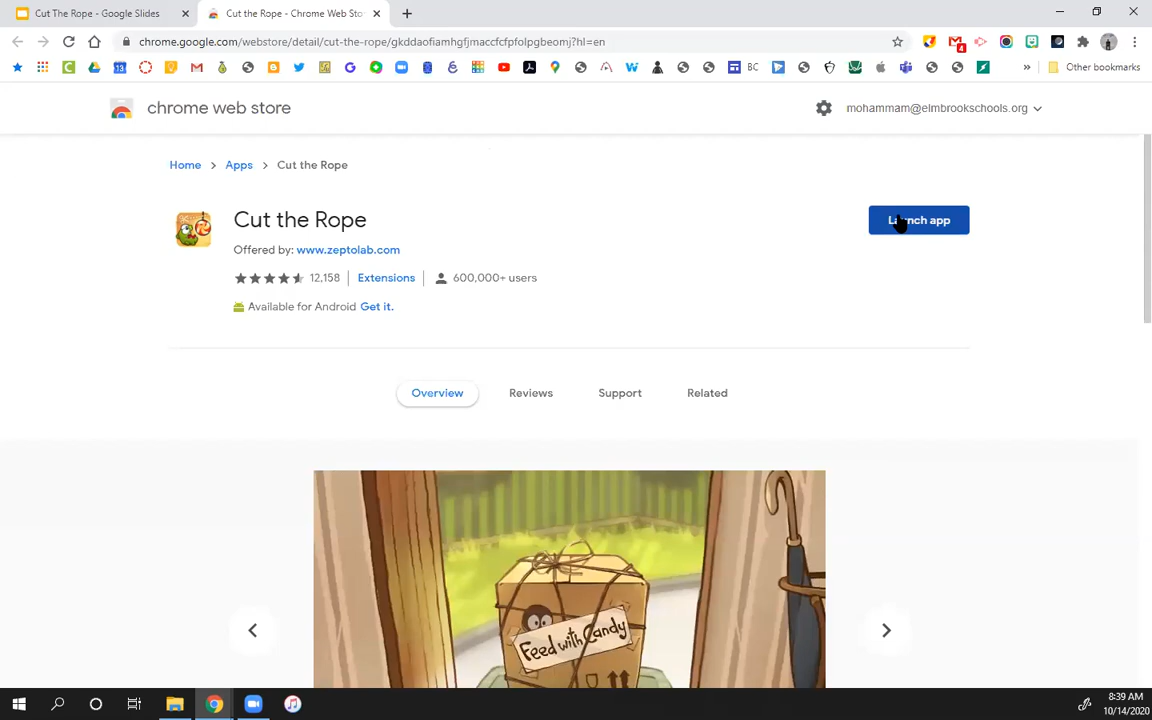 Cut The Rope - Google Slides
Cut the Rope - Chrome Web Sto
chrome.google.com/webstore/detail/cut-the-rope/gkddaofiamhgfjmaccfcfpfolpgbeomj?hl=en
4
BC
Other bookmarks
chrome web store
mohammam@elmbrookschools.org
Home > Apps > Cut the Rope
Cut the Rope
Launch app
Offered by: www.zeptolab.com
12,158 Extensions 600,000+ users
Available for Android Get it.
Overview Reviews Support Related
Feed with Candy
8:39 AM
10/14/2020